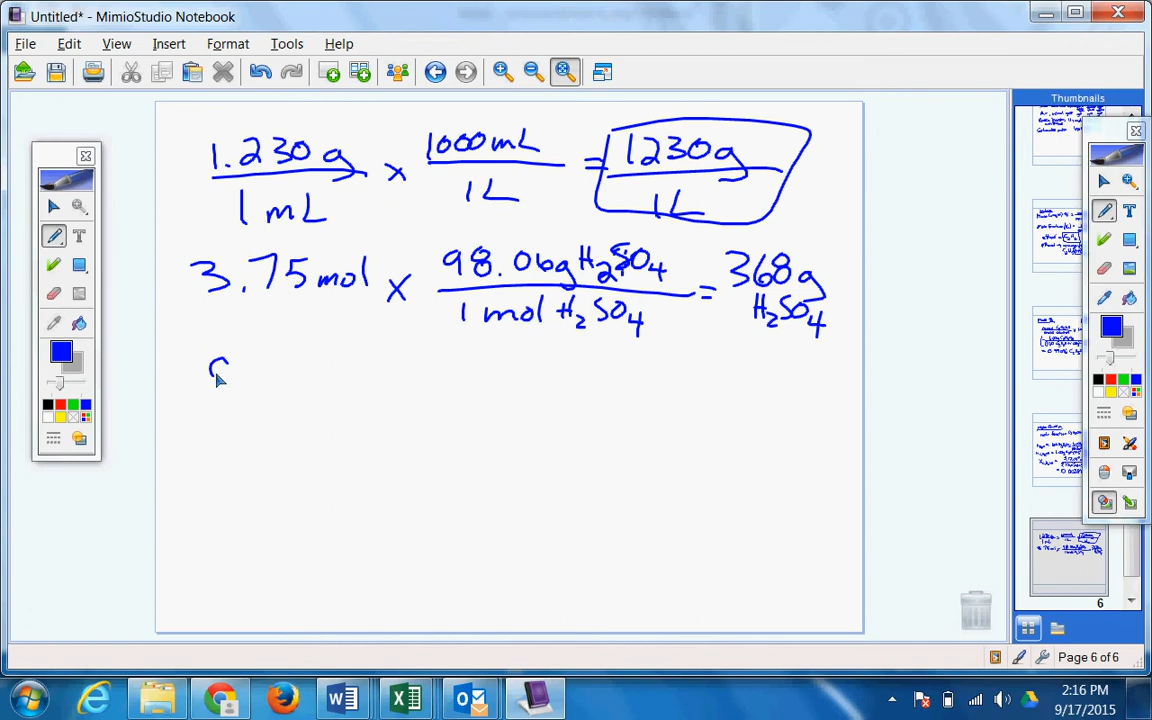 Untitled* - MimioStudio Notebook
File Edit View Insert Format Tools Help
Thumbnails
1.230 g / 1 mL x 1000 mL / 1 L = 1230 g / 1 L
3.75 mol x 98.06g H₂SO₄ / 1 mol H₂SO₄ = 368 g H₂SO₄
6
Page 6 of 6
2:16 PM
9/17/2015